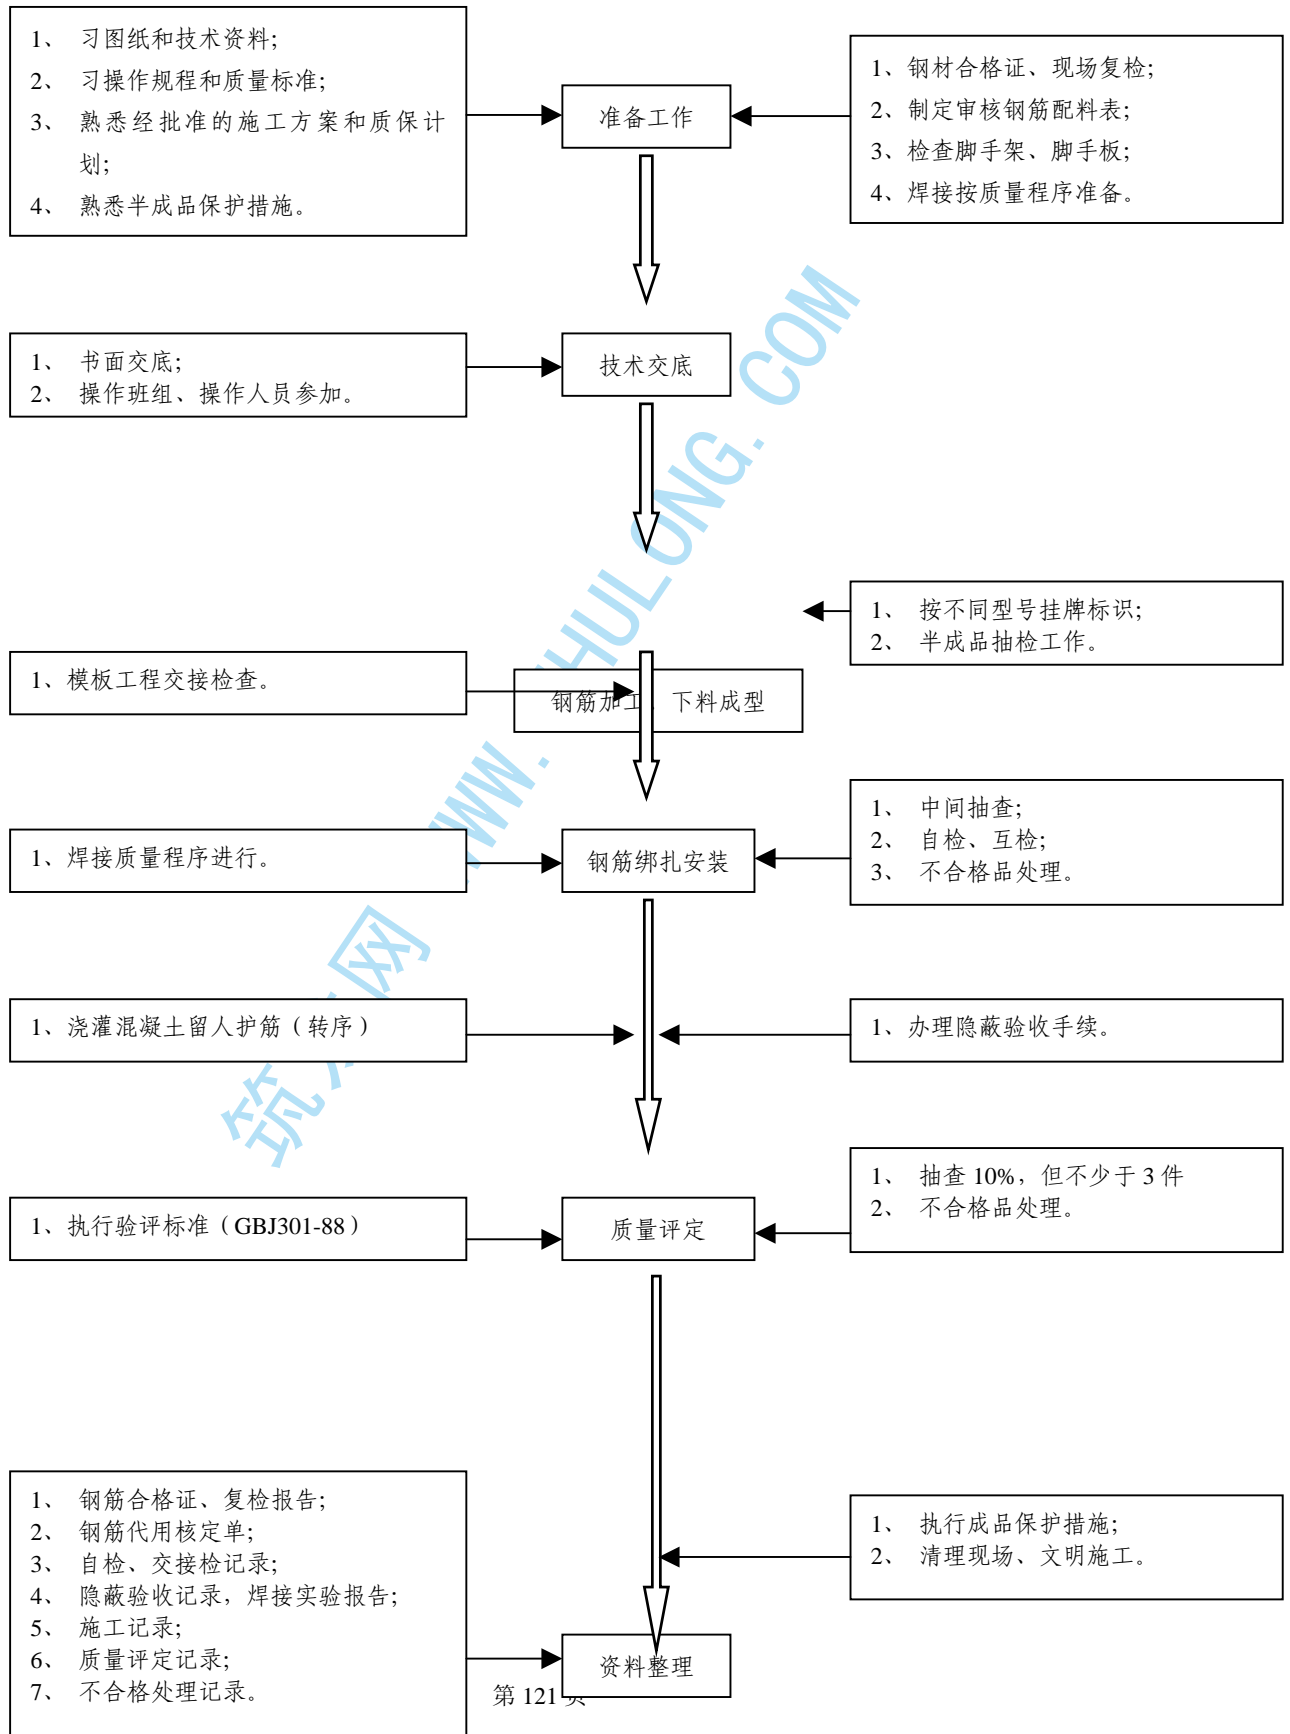 1、 习图纸和技术资料;
2、 习操作规程和质量标准;
3、 熟悉经批准的施工方案和质保计
划;
4、 熟悉半成品保护措施。
准备工作
1、钢材合格证、现场复检;
2、制定审核钢筋配料表;
3、检查脚手架、脚手板;
4、焊接按质量程序准备。
1、 书面交底;
2、 操作班组、操作人员参加。
技术交底
1、 按不同型号挂牌标识;
2、 半成品抽检工作。
1、模板工程交接检查。
钢筋加工、下料成型
1、焊接质量程序进行。
钢筋绑扎安装
1、 中间抽查;
2、 自检、互检;
3、 不合格品处理。
1、浇灌混凝土留人护筋（转序）
1、办理隐蔽验收手续。
1、执行验评标准（GBJ301-88）
质量评定
1、 抽查 10%，但不少于 3 件
2、 不合格品处理。
1、 钢筋合格证、复检报告;
2、 钢筋代用核定单;
3、 自检、交接检记录;
4、 隐蔽验收记录，焊接实验报告;
5、 施工记录;
6、 质量评定记录;
7、 不合格处理记录。
1、 执行成品保护措施;
2、 清理现场、文明施工。
资料整理
第 121 页